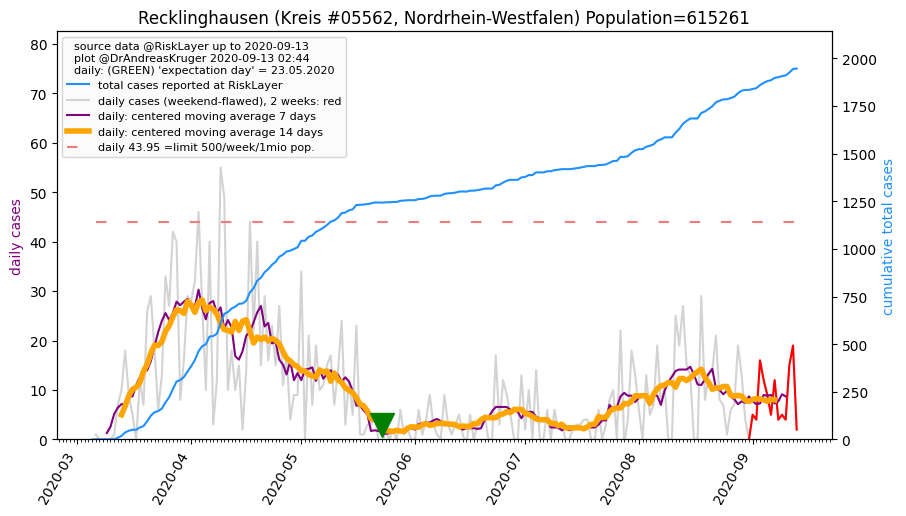 Recklinghausen (Kreis #05562, Nordrhein-Westfalen) Population=615261
source data @RiskLayer up to 2020-09-13
plot @DrAndreasKruger 2020-09-13 02:44
daily: (GREEN) 'expectation day' = 23.05.2020
total cases reported at RiskLayer
daily cases (weekend-flawed), 2 weeks: red
daily: centered moving average 7 days
daily: centered moving average 14 days
daily 43.95 =limit 500/week/1mio pop.
daily cases
80
70
60
50
40
30
20
10
0
cumulative total cases
2000
1750
1500
1250
1000
750
500
250
0
2020-03
2020-04
2020-05
2020-06
2020-07
2020-08
2020-09